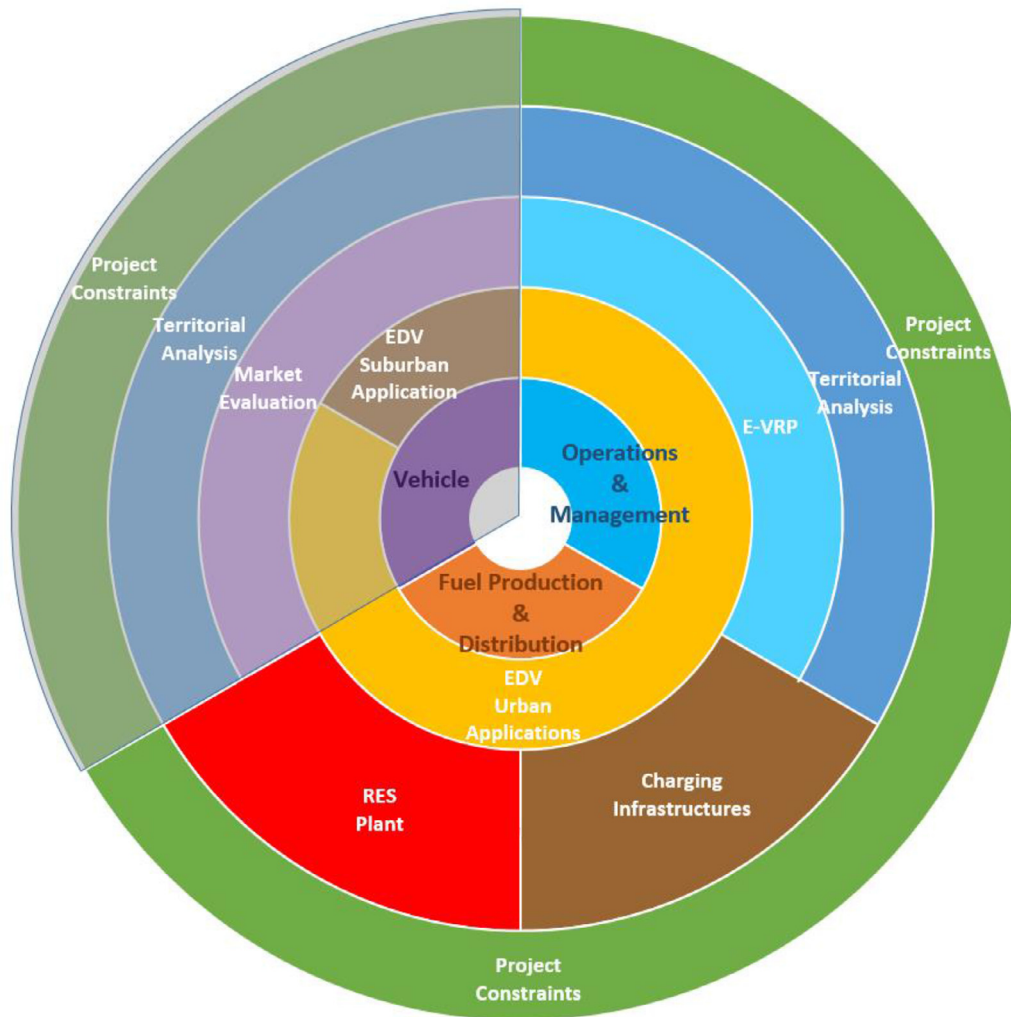 Project
Constraints
Territorial
Analysis
Market
Evaluation
EDV
Suburban
Application
Vehicle
Operations
&
Management
E-VRP
Territorial
Analysis
Project
Constraints
Fuel Production
&
Distribution
EDV
Urban
Applications
RES
Plant
Charging
Infrastructures
Project
Constraints